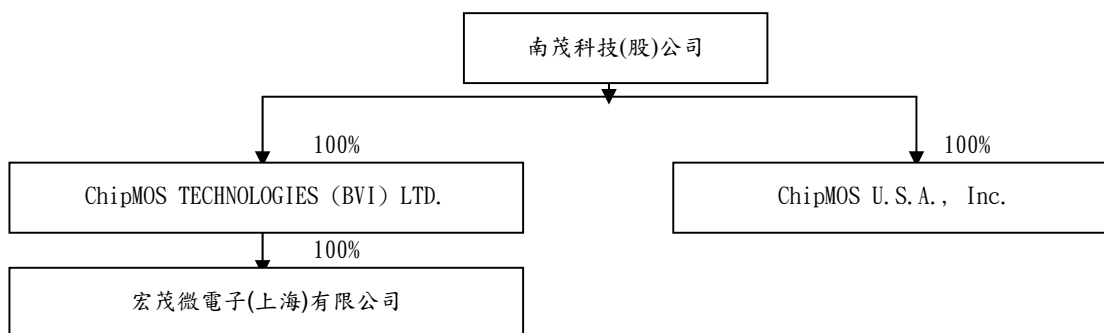 南茂科技(股)公司
100%
100%
ChipMOS TECHNOLOGIES (BVI) LTD.
ChipMOS U.S.A., Inc.
100%
宏茂微電子(上海)有限公司